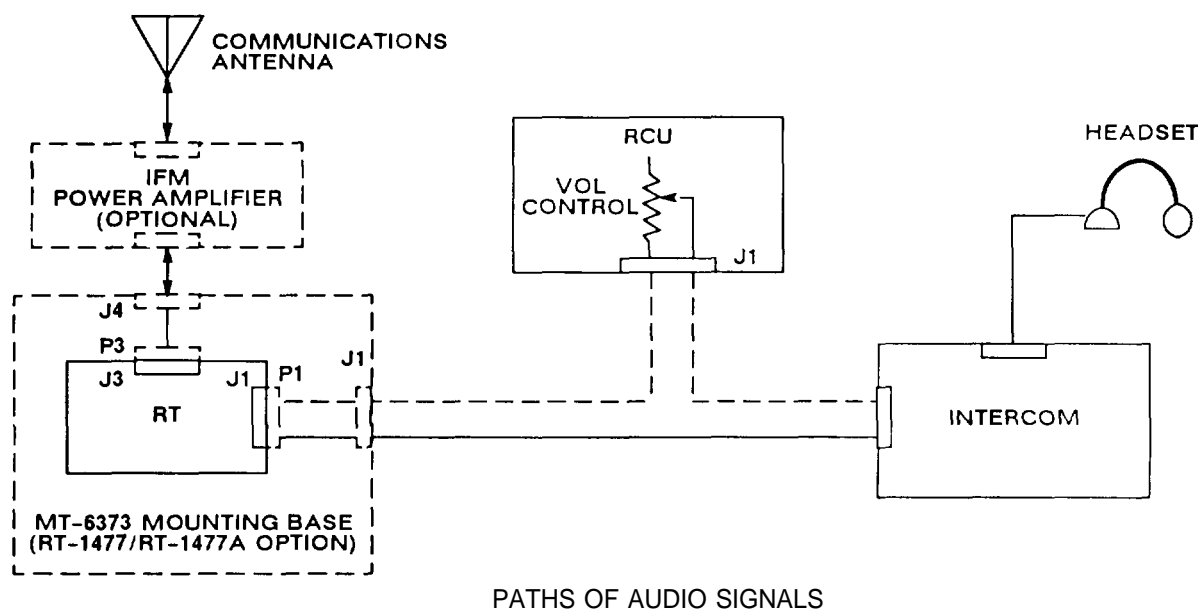 COMMUNICATIONS
ANTENNA
IFM
POWER AMPLIFIER
(OPTIONAL)
RCU
VOL
CONTROL
J1
HEADSET
J4
P3
J3
J1
P1
J1
RT
INTERCOM
MT-6373 MOUNTING BASE
(RT-1477/RT-1477A OPTION)
PATHS OF AUDIO SIGNALS